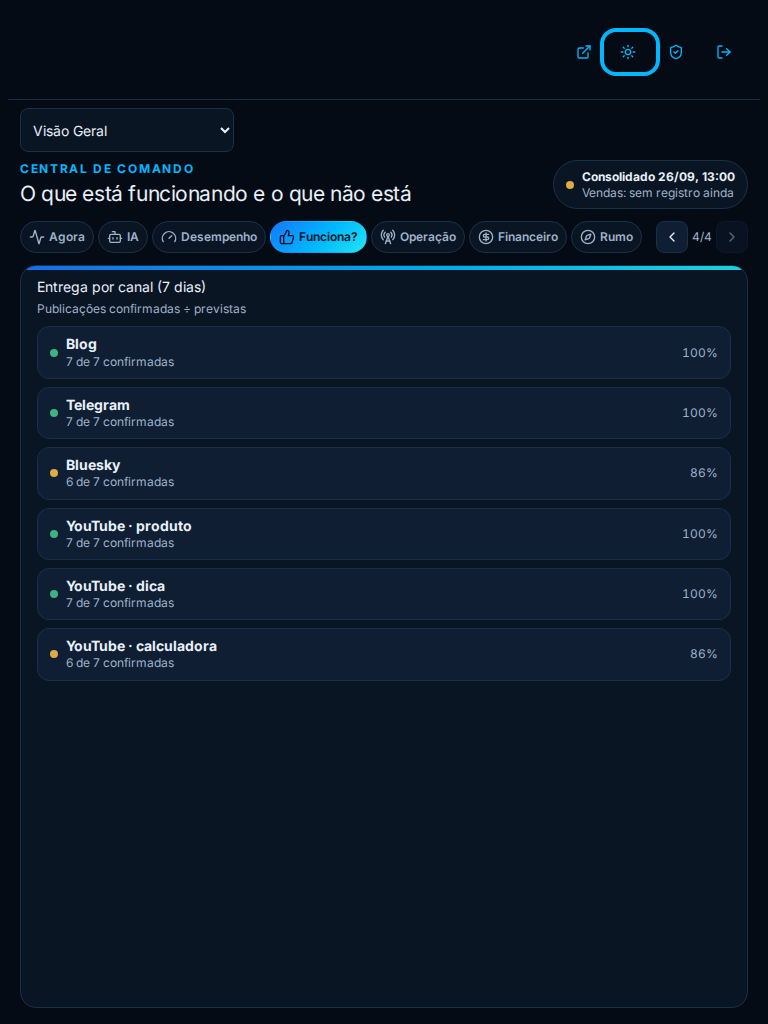 Visão Geral
CENTRAL DE COMANDO
O que está funcionando e o que não está
Consolidado 26/09, 13:00
Vendas: sem registro ainda
Agora
IA
Desempenho
Funciona?
Operação
Financeiro
Rumo
4/4
Entrega por canal (7 dias)
Publicações confirmadas ÷ previstas
Blog
7 de 7 confirmadas
100%
Telegram
7 de 7 confirmadas
100%
Bluesky
6 de 7 confirmadas
86%
YouTube · produto
7 de 7 confirmadas
100%
YouTube · dica
7 de 7 confirmadas
100%
YouTube · calculadora
6 de 7 confirmadas
86%